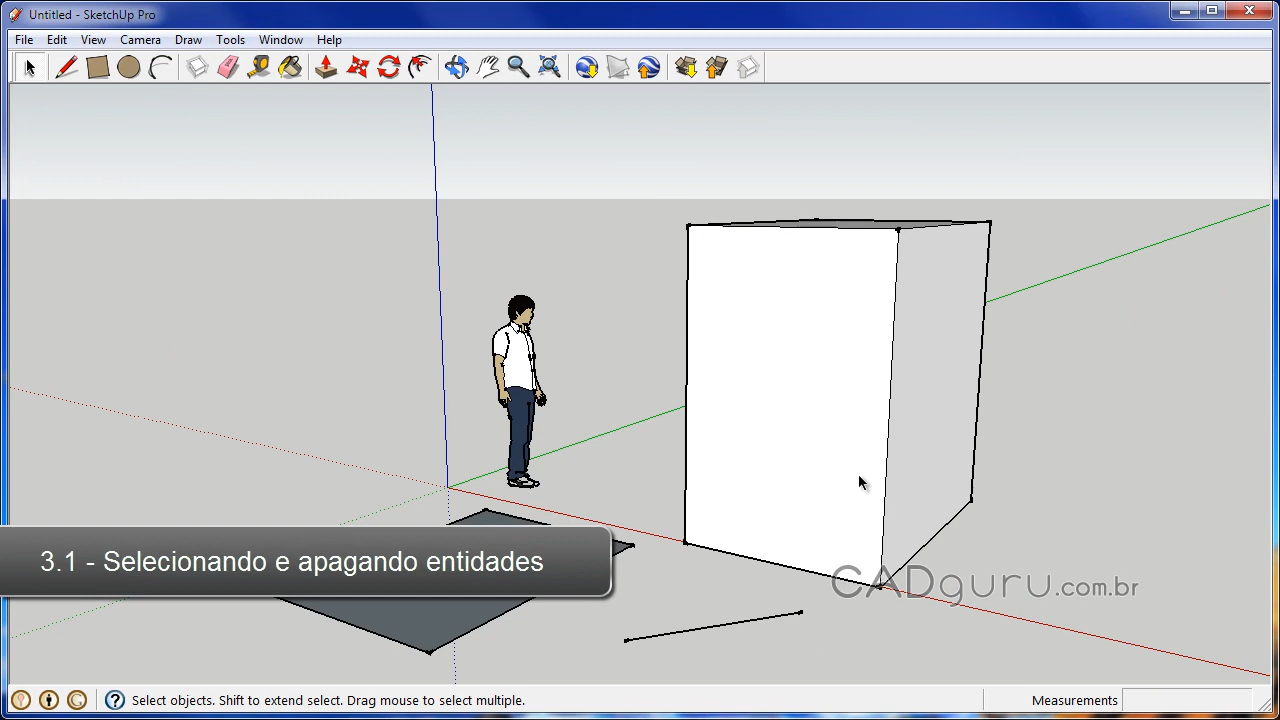 Untitled - SketchUp Pro
File Edit View Camera Draw Tools Window Help
3.1 - Selecionando e apagando entidades
CADguru.com.br
Select objects. Shift to extend select. Drag mouse to select multiple.
Measurements